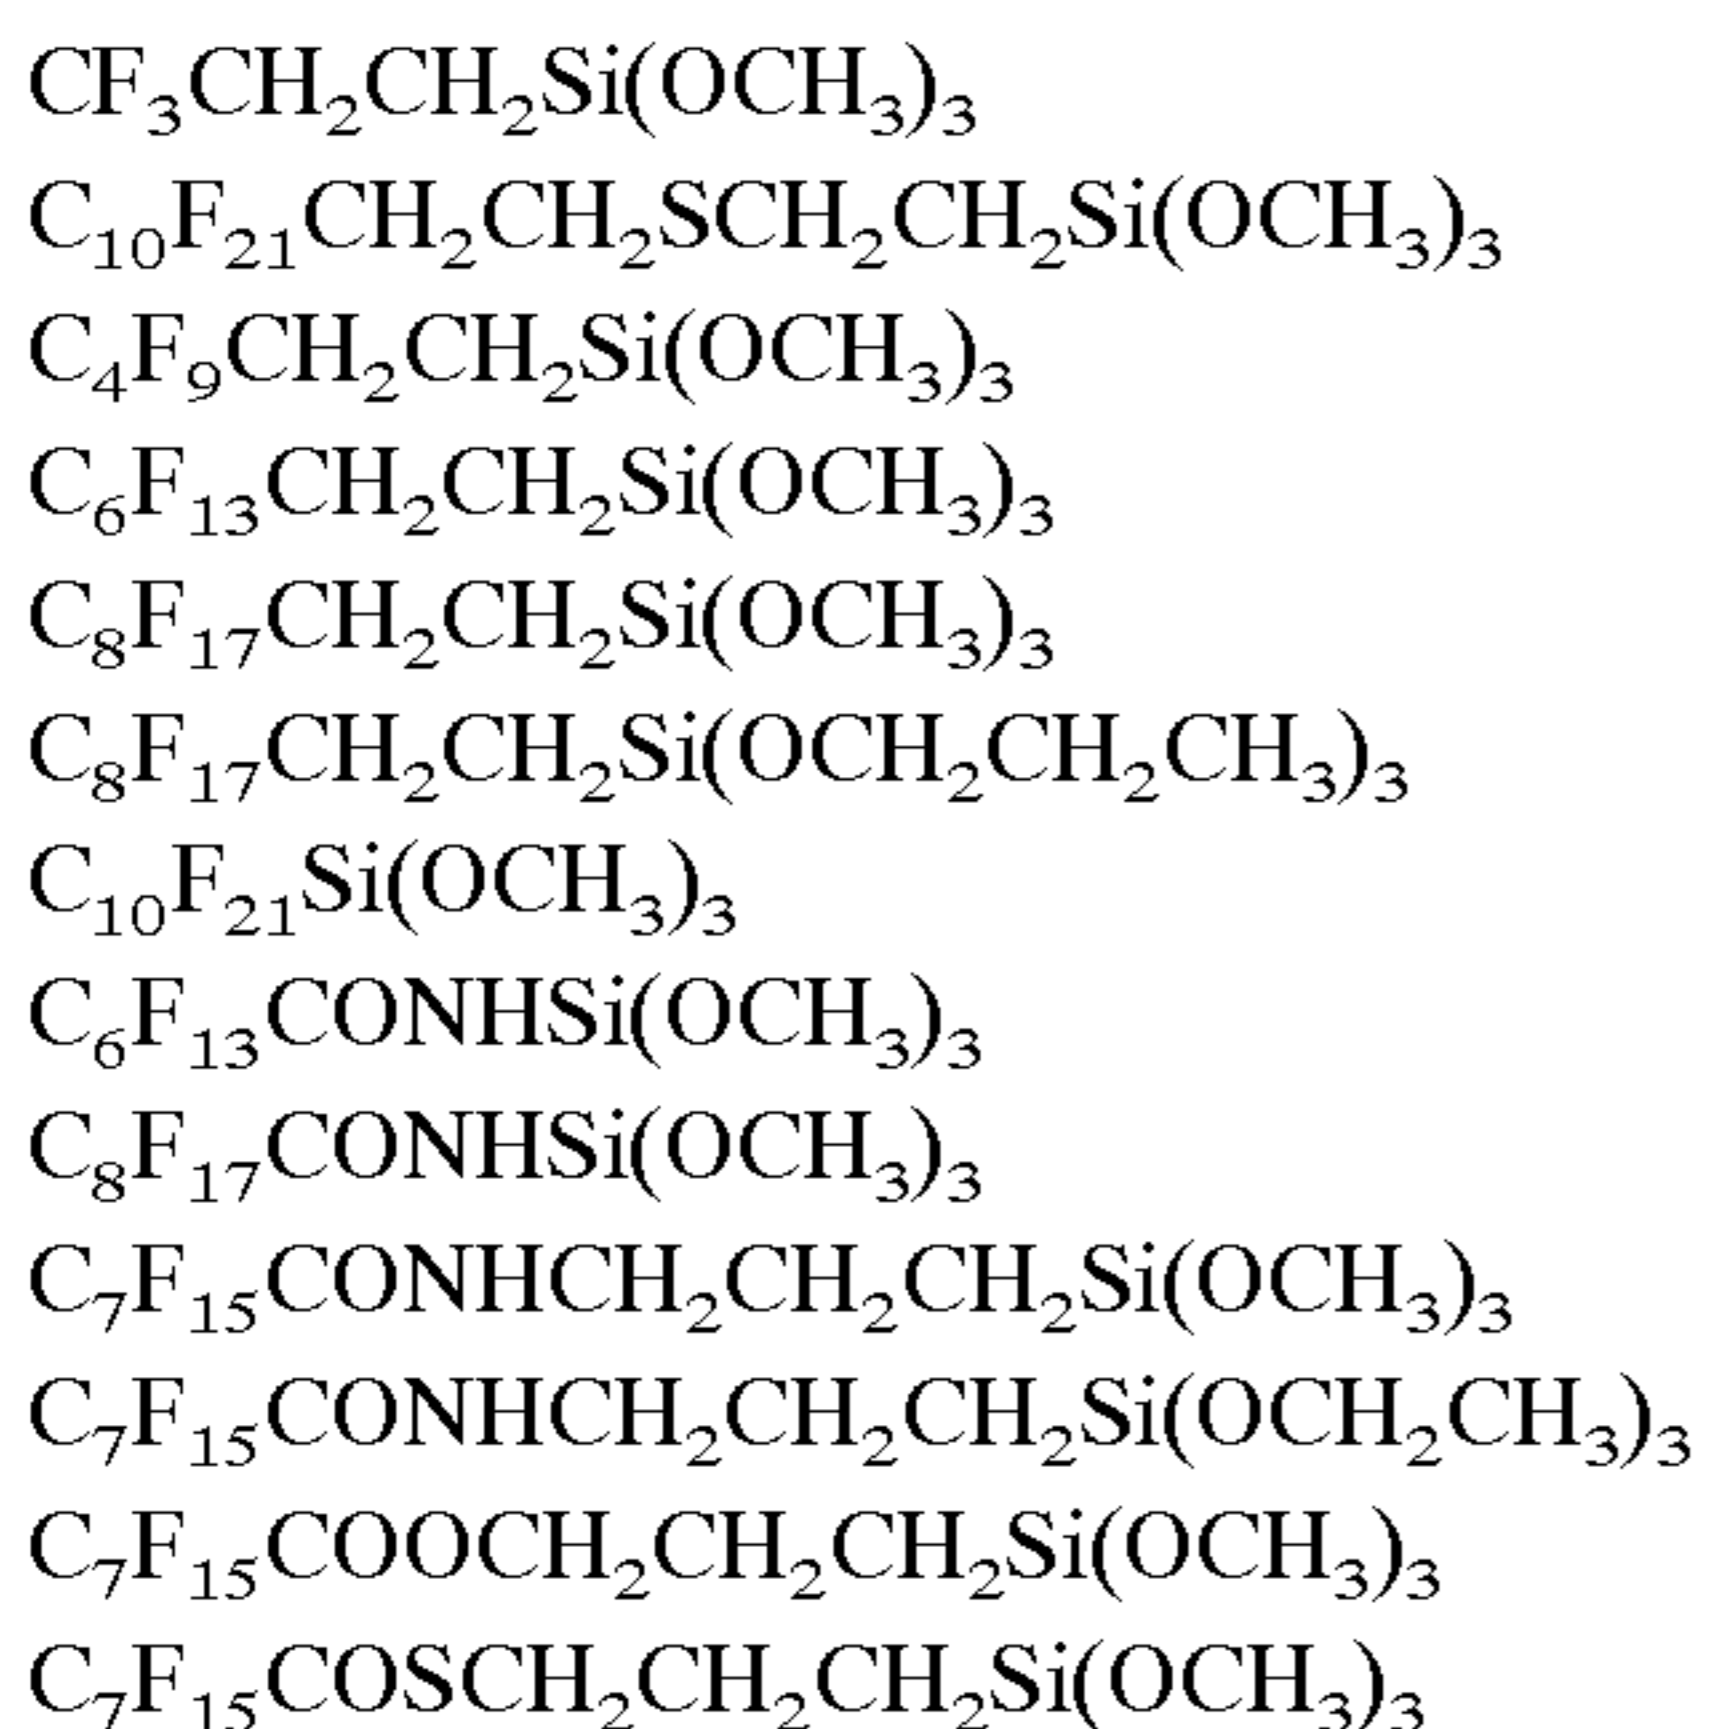 CF₃CH₂CH₂Si(OCH₃)₃
C₁₀F₂₁CH₂CH₂SCH₂CH₂Si(OCH₃)₃
C₄F₉CH₂CH₂Si(OCH₃)₃
C₆F₁₃CH₂CH₂Si(OCH₃)₃
C₈F₁₇CH₂CH₂Si(OCH₃)₃
C₈F₁₇CH₂CH₂Si(OCH₂CH₂CH₃)₃
C₁₀F₂₁Si(OCH₃)₃
C₆F₁₃CONHSi(OCH₃)₃
C₈F₁₇CONHSi(OCH₃)₃
C₇F₁₅CONHCH₂CH₂CH₂Si(OCH₃)₃
C₇F₁₅CONHCH₂CH₂CH₂Si(OCH₂CH₃)₃
C₇F₁₅COOCH₂CH₂CH₂Si(OCH₃)₃
C₇F₁₅COSCH₂CH₂CH₂Si(OCH₃)₃